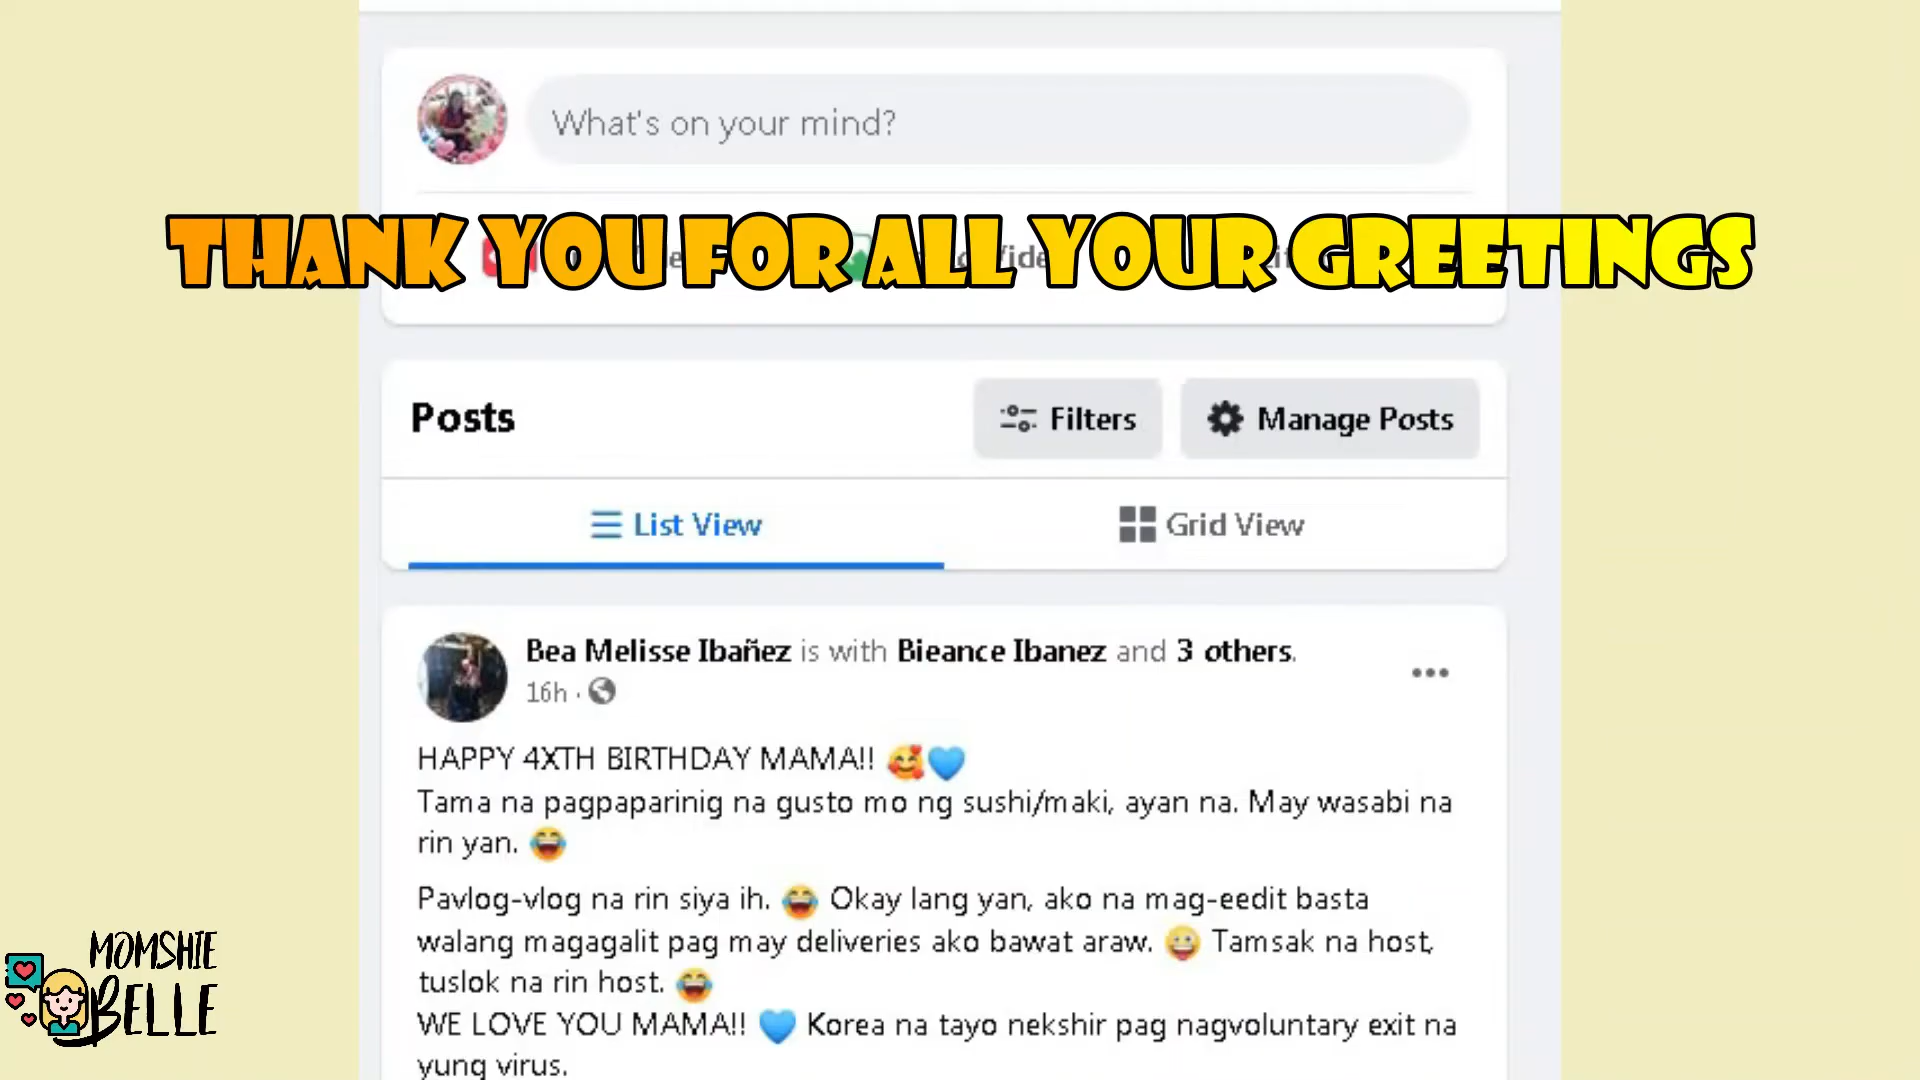 What's on your mind?
THANK YOU FOR ALL YOUR GREETINGS
Posts
Filters
Manage Posts
List View
Grid View
Bea Melisse Ibañez is with Bieance Ibanez and 3 others.
16h ·
HAPPY 4XTH BIRTHDAY MAMA!! 🥰💙
Tama na pagpaparinig na gusto mo ng sushi/maki, ayan na. May wasabi na
rin yan. 😂
Pavlog-vlog na rin siya ih. 😂 Okay lang yan, ako na mag-eedit basta
walang magagalit pag may deliveries ako bawat araw. 😀 Tamsak na host,
tuslok na rin host. 😂
WE LOVE YOU MAMA!! 💙 Korea na tayo nekshir pag nagvoluntary exit na
yung virus.
MOMSHIE
BELLE